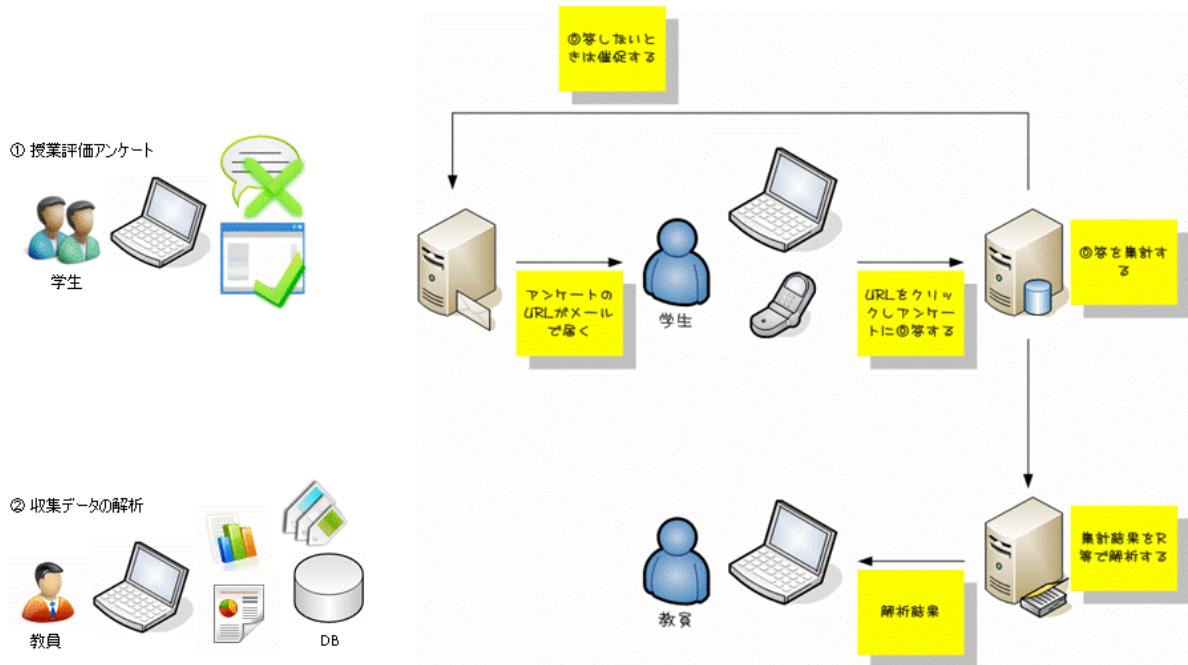 ① 授業評価アンケート
学生
② 収集データの解析
教員
DB
回答しないと
きは催促する
アンケートの
URLがメール
で届く
学生
URLをクリッ
クしアンケー
トに回答する
回答を集計す
る
集計結果をR
等で解析する
解析結果
教員